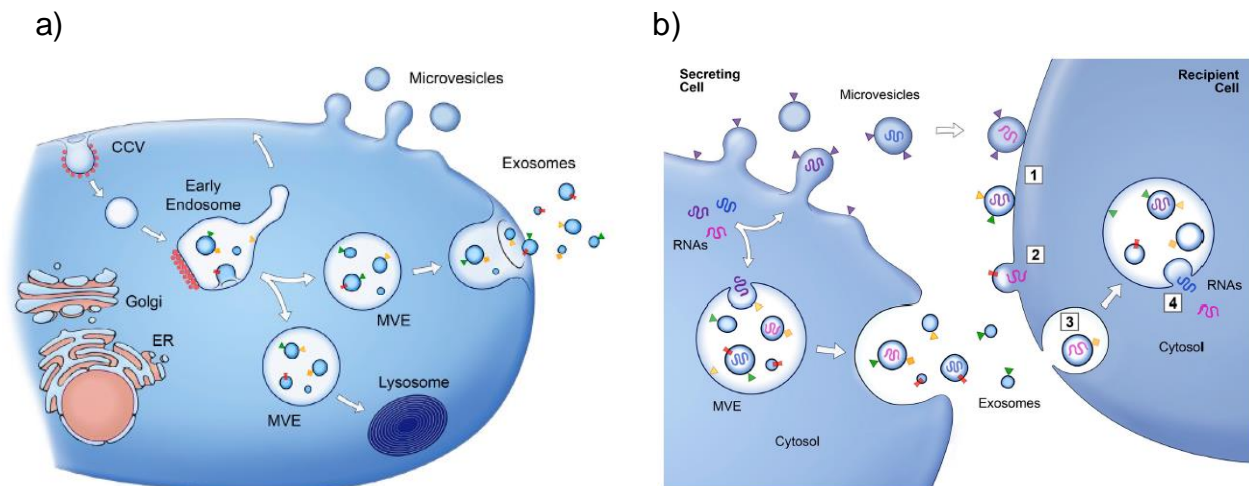 a)
Microvesicles
CCV
Exosomes
Early
Endosome
Golgi
MVE
ER
Lysosome
MVE
b)
Secreting
Cell
Recipient
Cell
Microvesicles
1
RNAs
2
RNAs
4
3
MVE
Exosomes
Cytosol
Cytosol